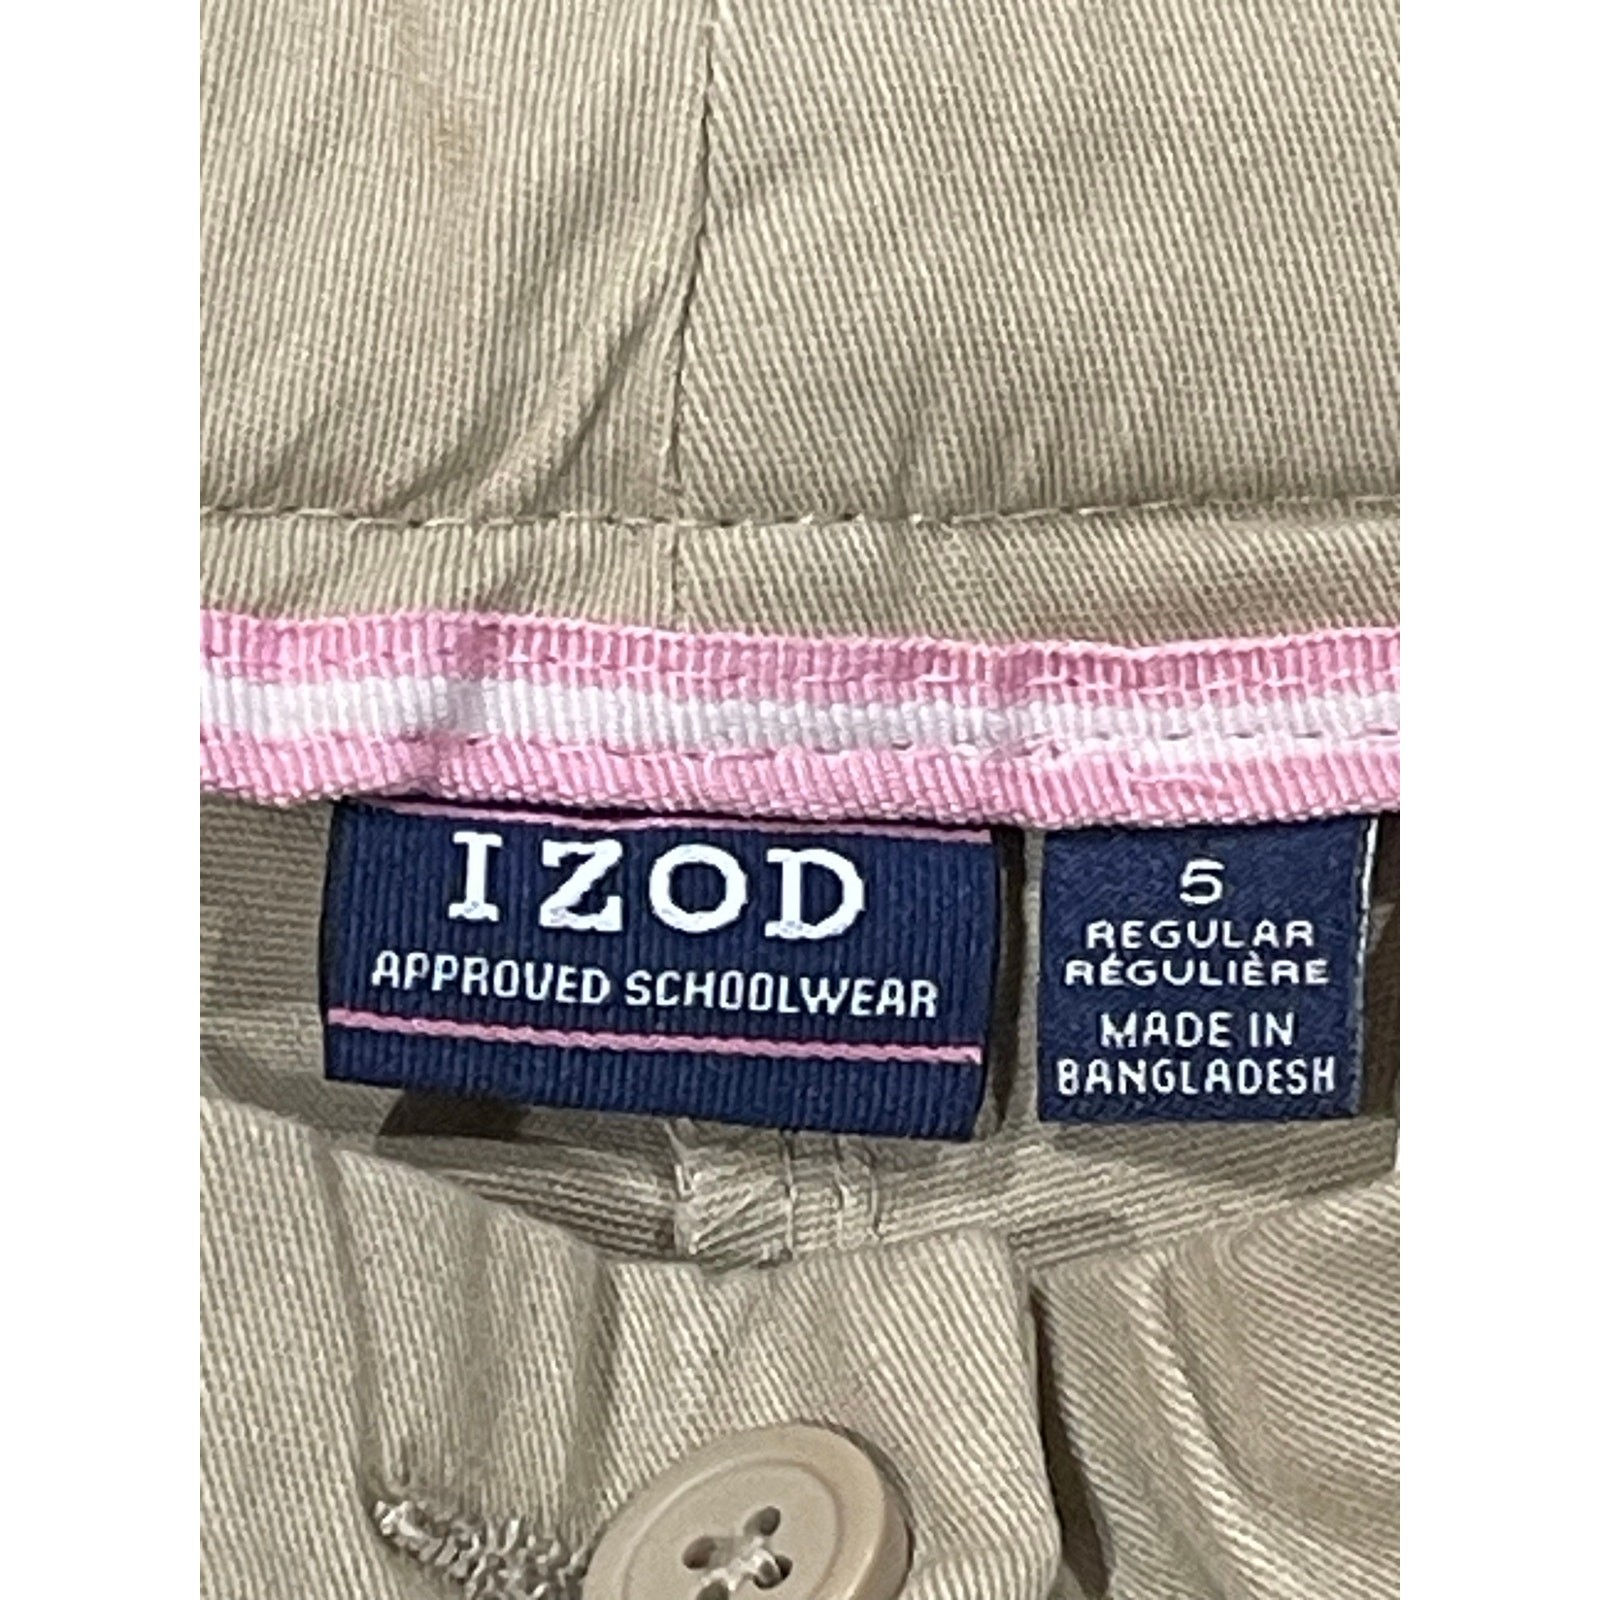 IZOD
APPROVED SCHOOLWEAR
5
REGULAR
RÉGULIÈRE
MADE IN
BANGLADESH